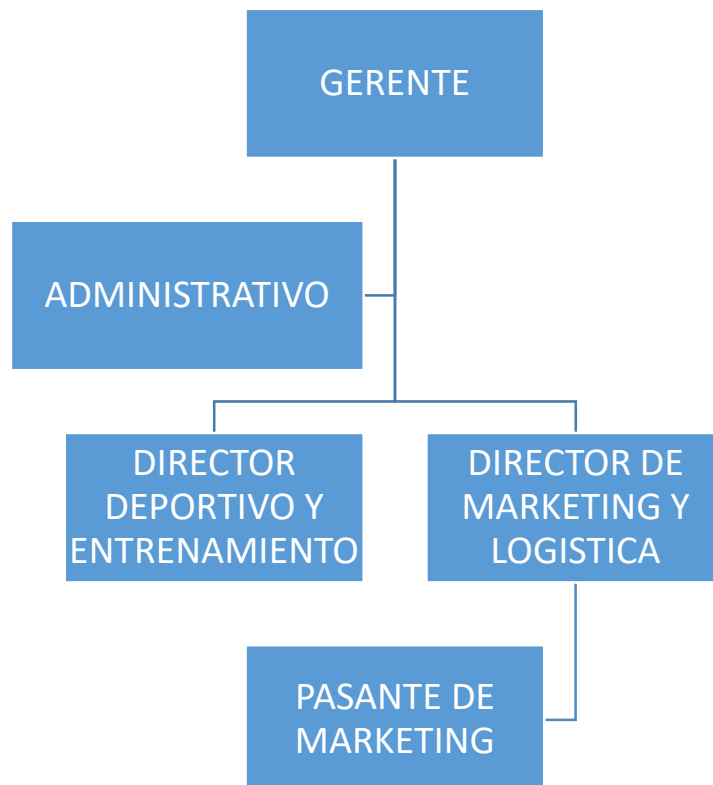 GERENTE
ADMINISTRATIVO
DIRECTOR
DEPORTIVO Y
ENTRENAMIENTO
DIRECTOR DE
MARKETING Y
LOGISTICA
PASANTE DE
MARKETING